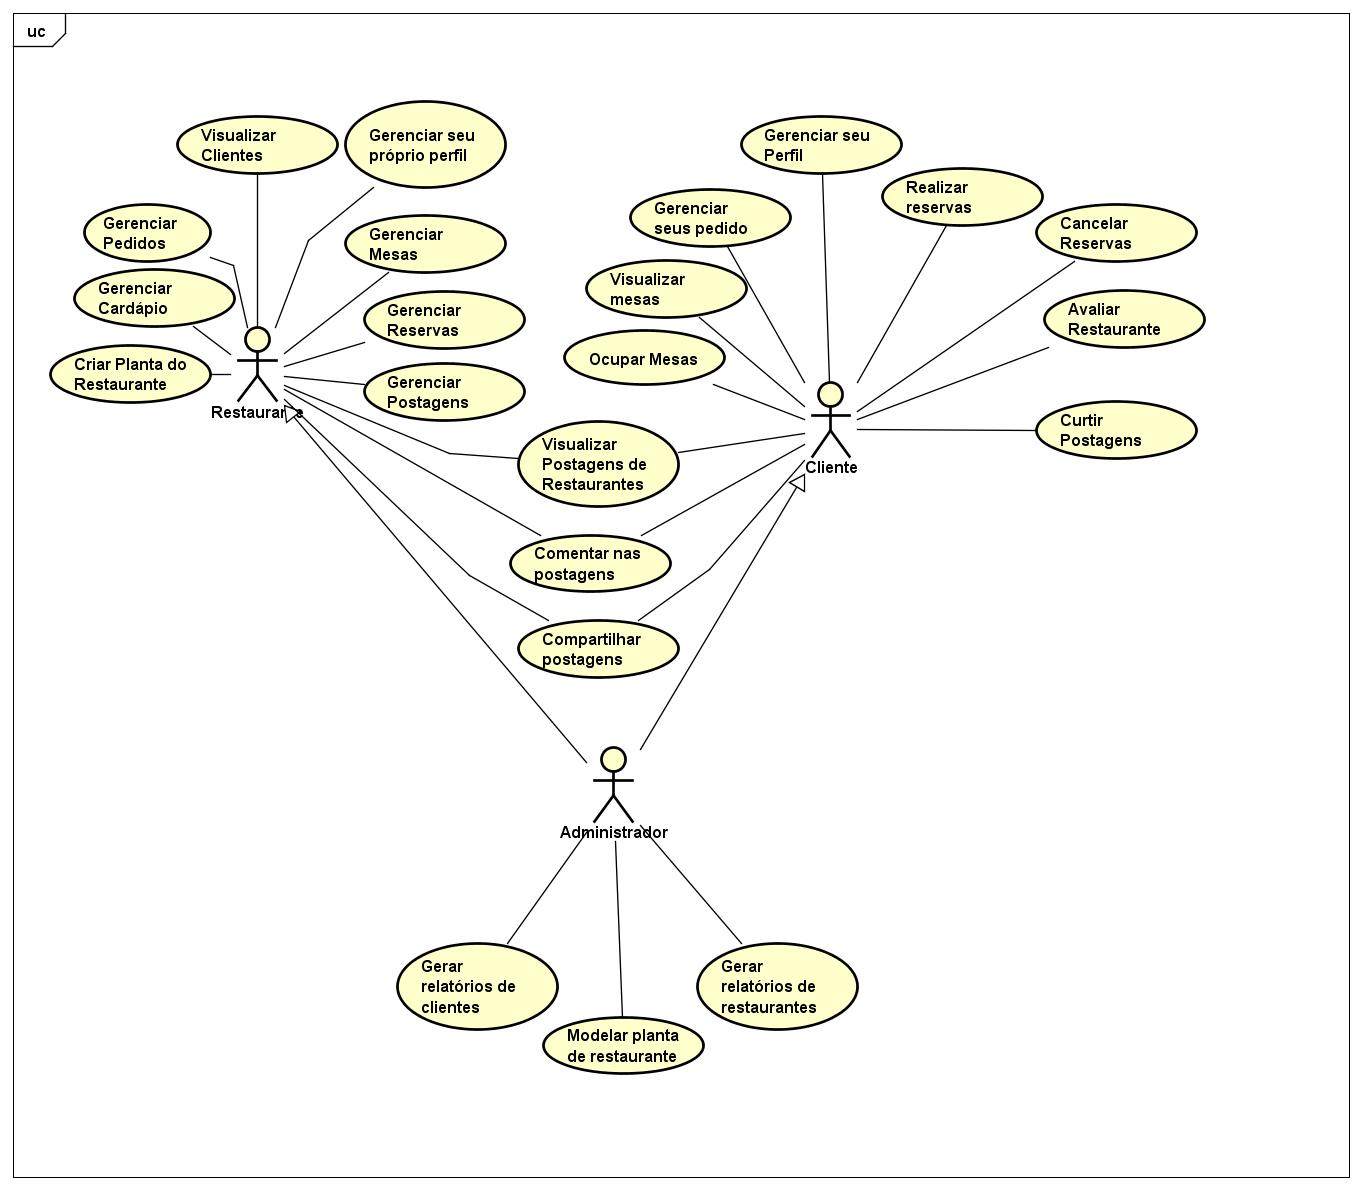 uc
Visualizar
Clientes
Gerenciar seu
próprio perfil
Gerenciar
Pedidos
Gerenciar
Mesas
Gerenciar
Cardápio
Gerenciar
Reservas
Criar Planta do
Restaurante
Gerenciar
Postagens
Restaurante
Gerenciar seu
Perfil
Realizar
reservas
Gerenciar
seus pedido
Cancelar
Reservas
Visualizar
mesas
Avaliar
Restaurante
Ocupar Mesas
Curtir
Postagens
Cliente
Visualizar
Postagens de
Restaurantes
Comentar nas
postagens
Compartilhar
postagens
Administrador
Gerar
relatórios de
clientes
Modelar planta
de restaurante
Gerar
relatórios de
restaurantes